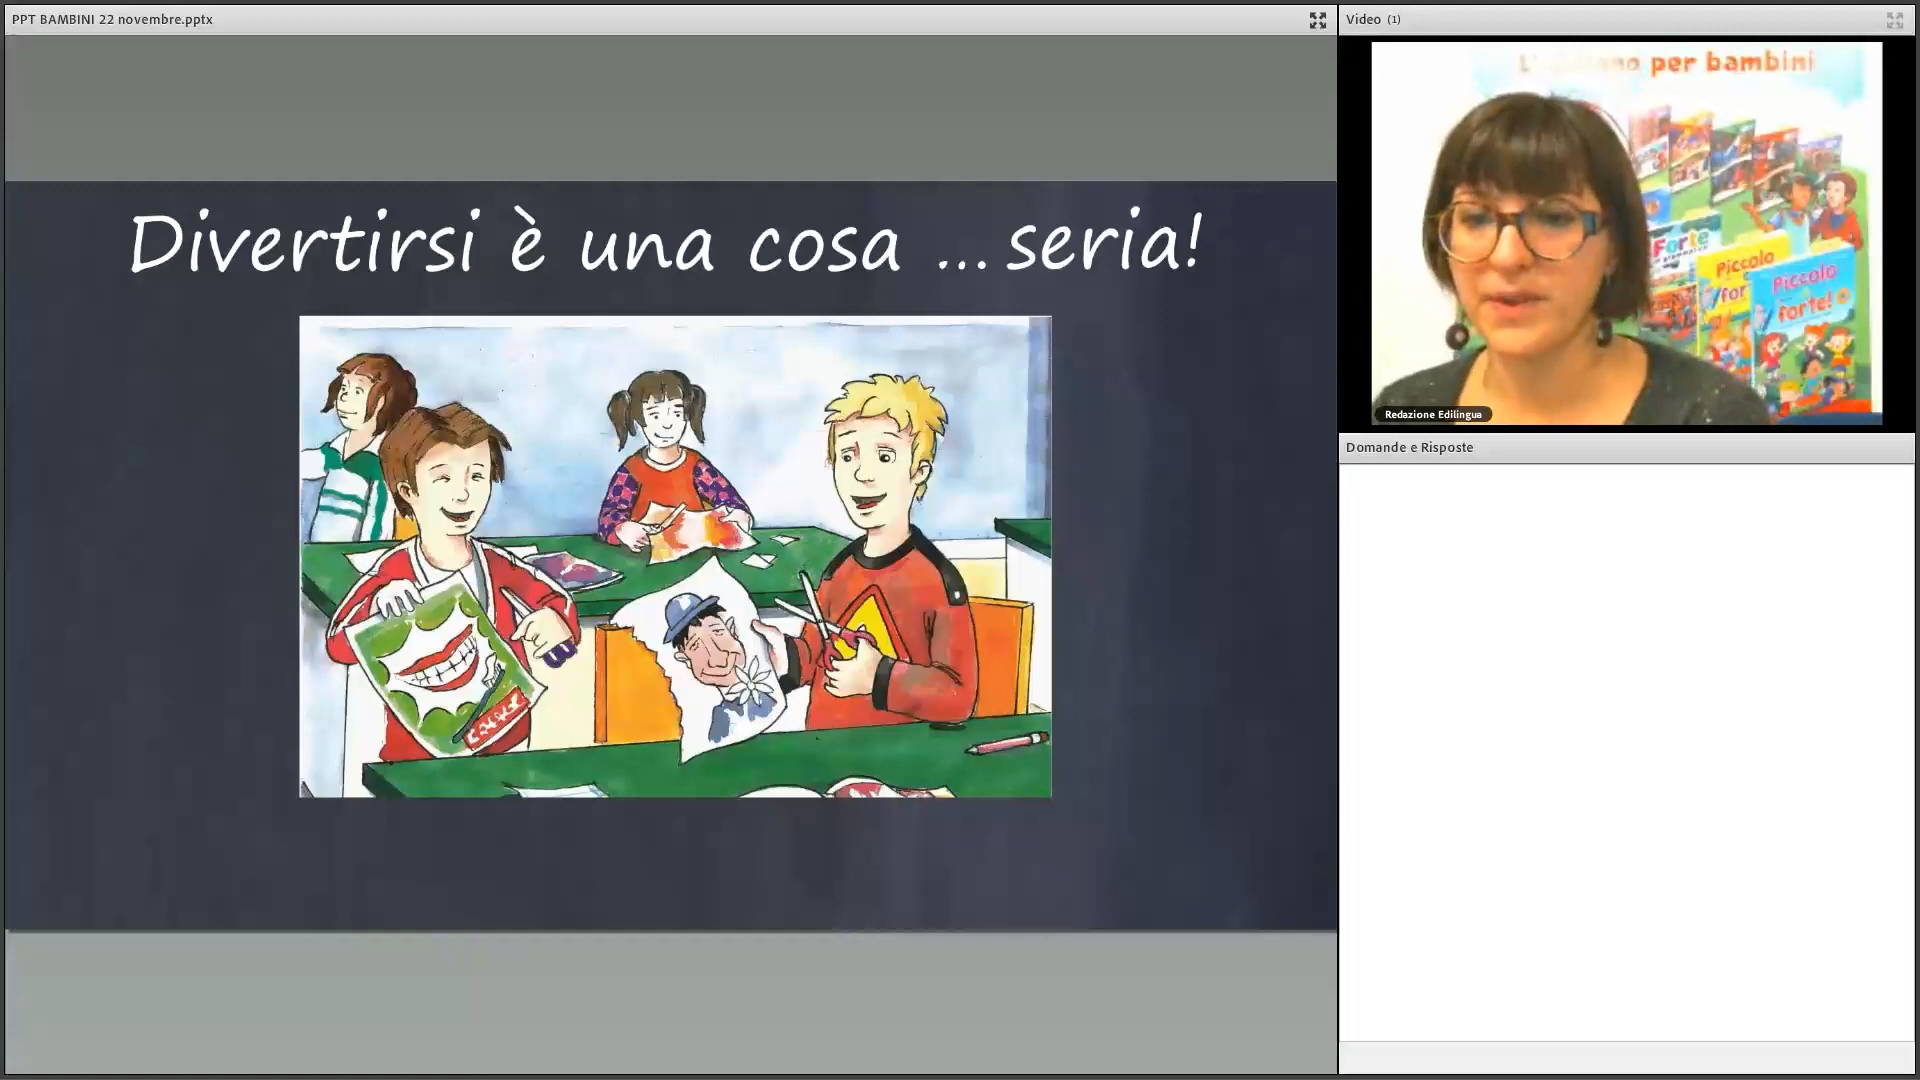 PPT BAMBINI 22 novembre.pptx
Video (1)
Divertirsi è una cosa ... seria!
per bambini
Forte
Piccolo
Piccolo
forte!
Redazione Edilingua
Domande e Risposte